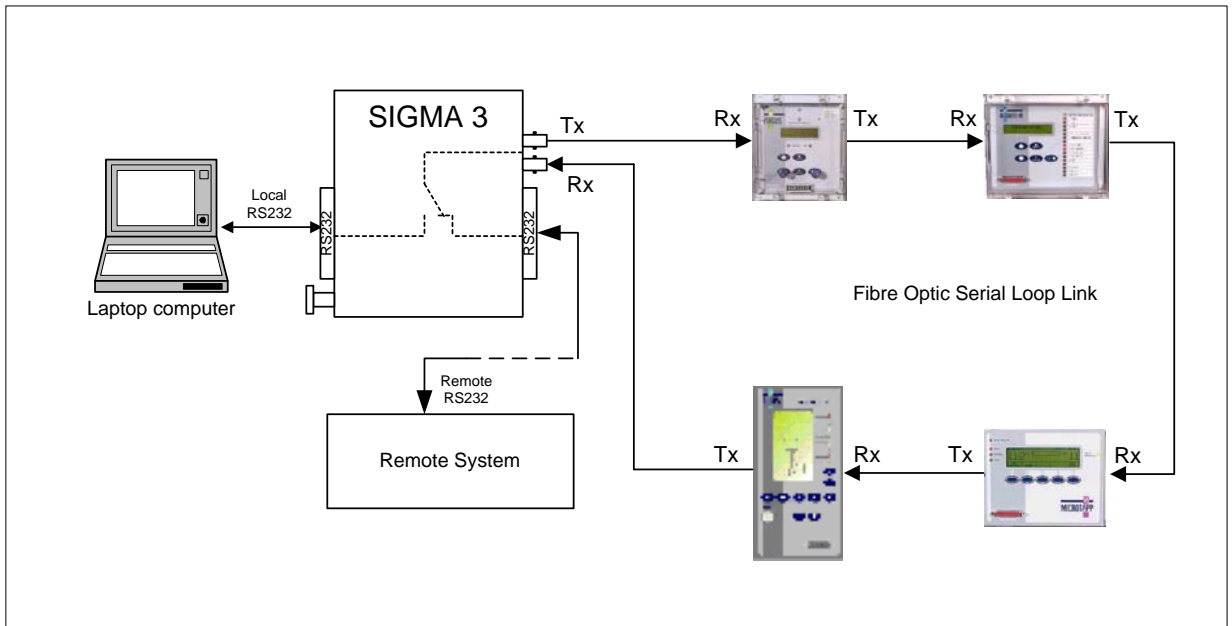 SIGMA 3
Tx
Rx
Tx
Rx
Tx
Rx
Local
RS232
RS232
RS232
Laptop computer
Fibre Optic Serial Loop Link
Remote
RS232
Remote System
Tx
Rx
Tx
Rx
MICROTAPP